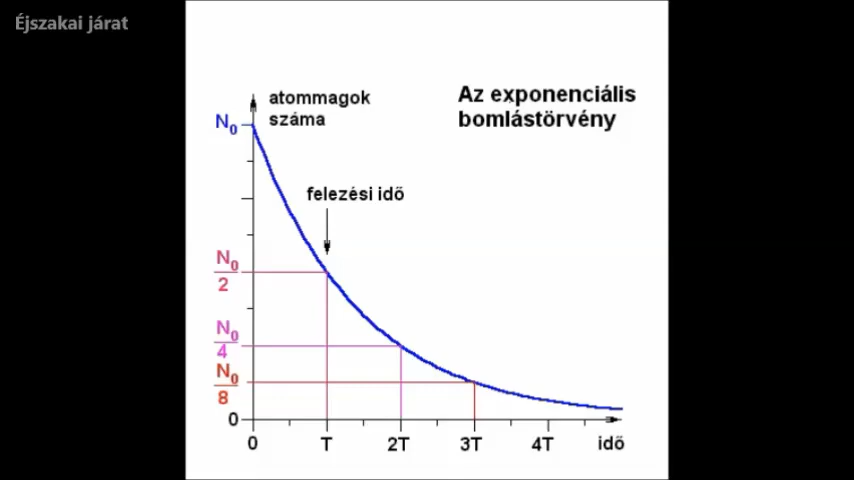 Éjszakai járat
Az exponenciális
bomlástörvény
atommagok
száma
N₀
felezési idő
N₀
2
N₀
4
N₀
8
0
0 T 2T 3T 4T idő